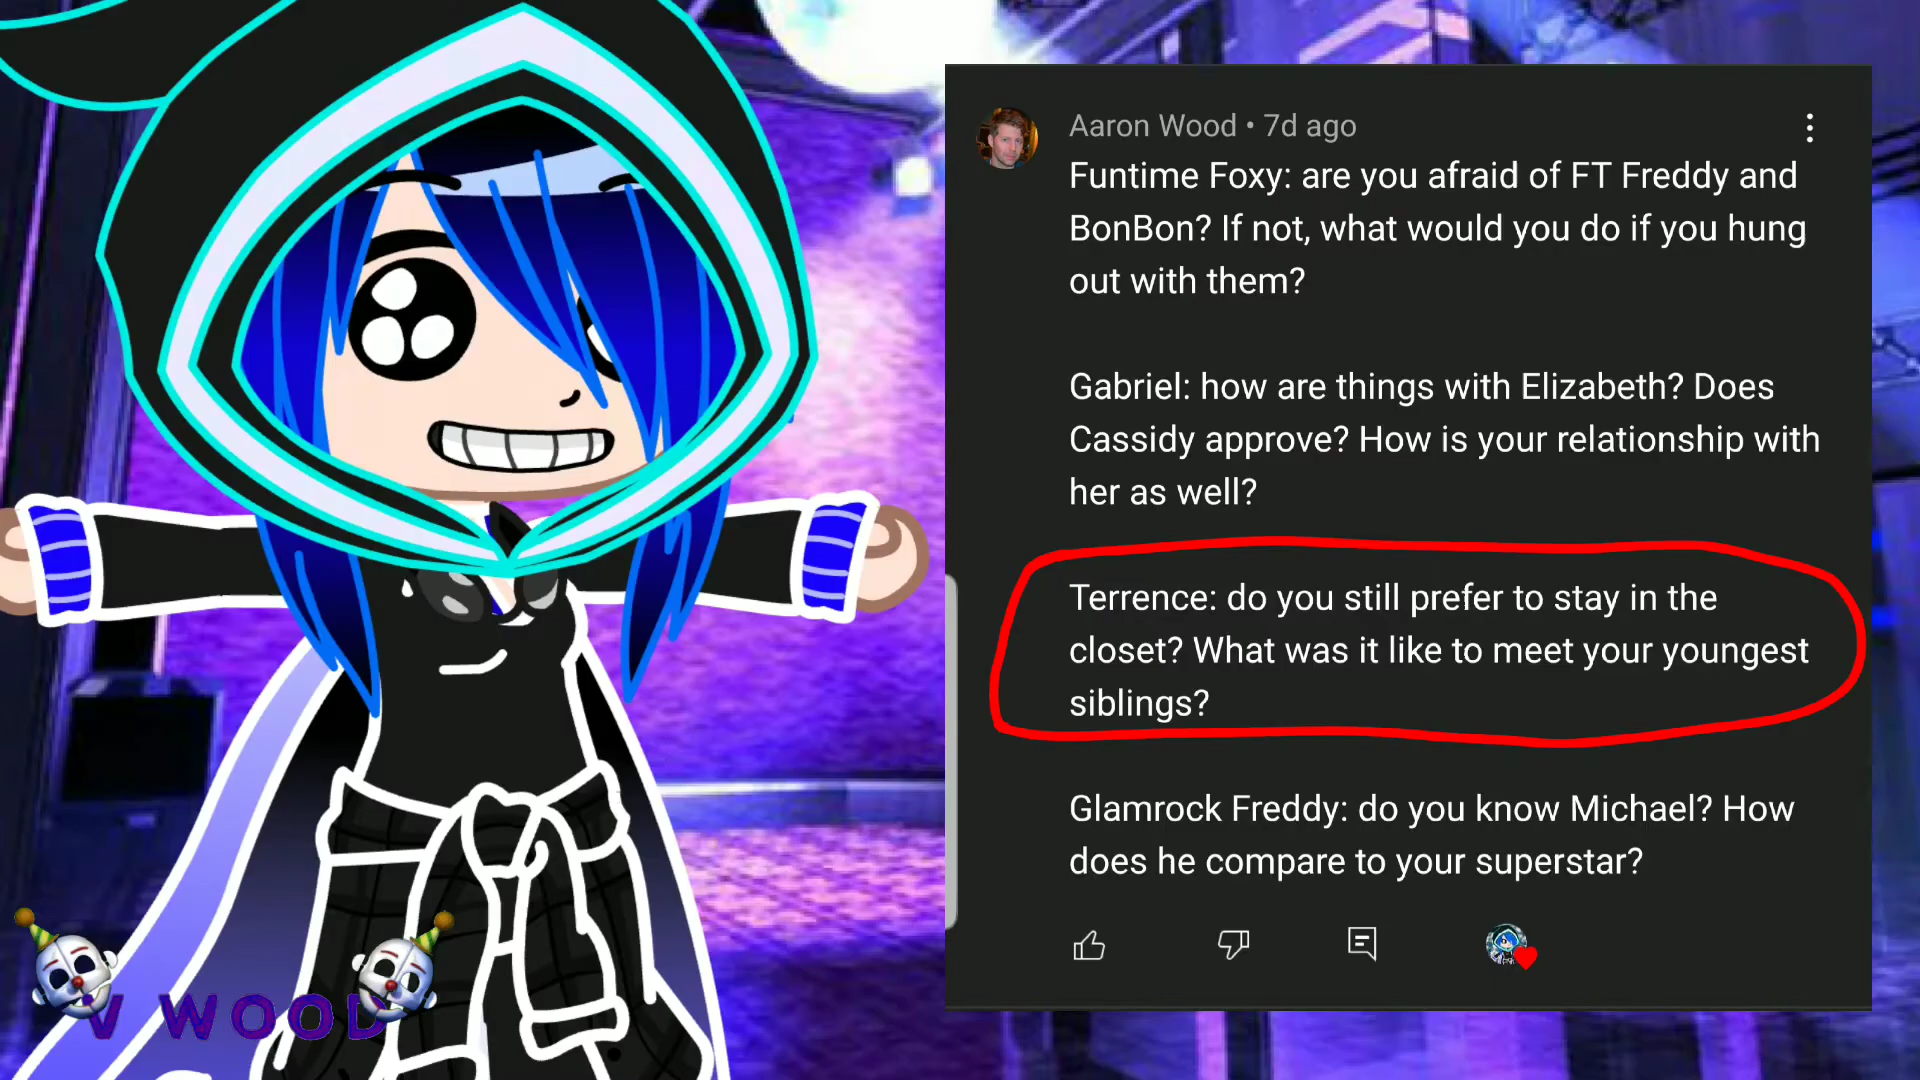 Aaron Wood • 7d ago
Funtime Foxy: are you afraid of FT Freddy and
BonBon? If not, what would you do if you hung
out with them?
Gabriel: how are things with Elizabeth? Does
Cassidy approve? How is your relationship with
her as well?
Terrence: do you still prefer to stay in the
closet? What was it like to meet your youngest
siblings?
Glamrock Freddy: do you know Michael? How
does he compare to your superstar?
V WOOD